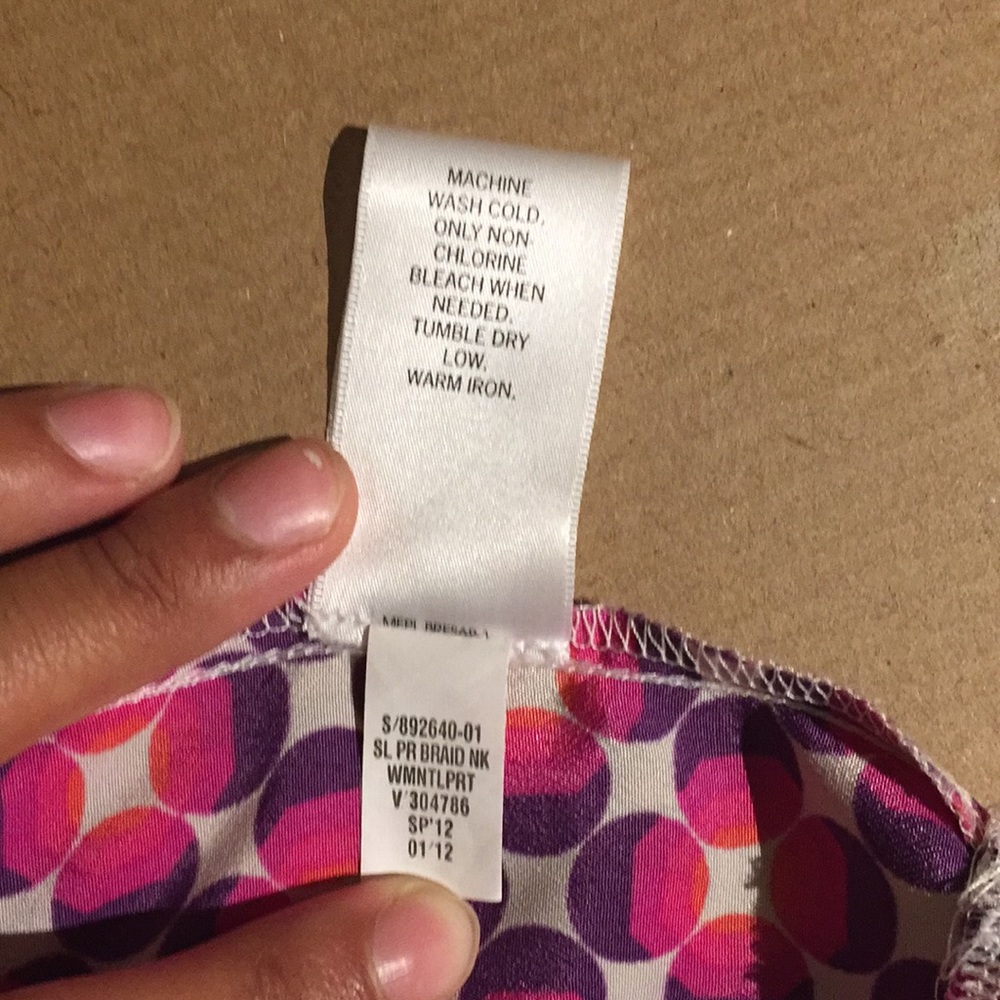 MACHINE
WASH COLD.
ONLY NON-
CHLORINE
BLEACH WHEN
NEEDED.
TUMBLE DRY
LOW.
WARM IRON.
S/892640-01
SL PR BRAID NK
WMNTLPRT
V'304786
SP'12
01'12